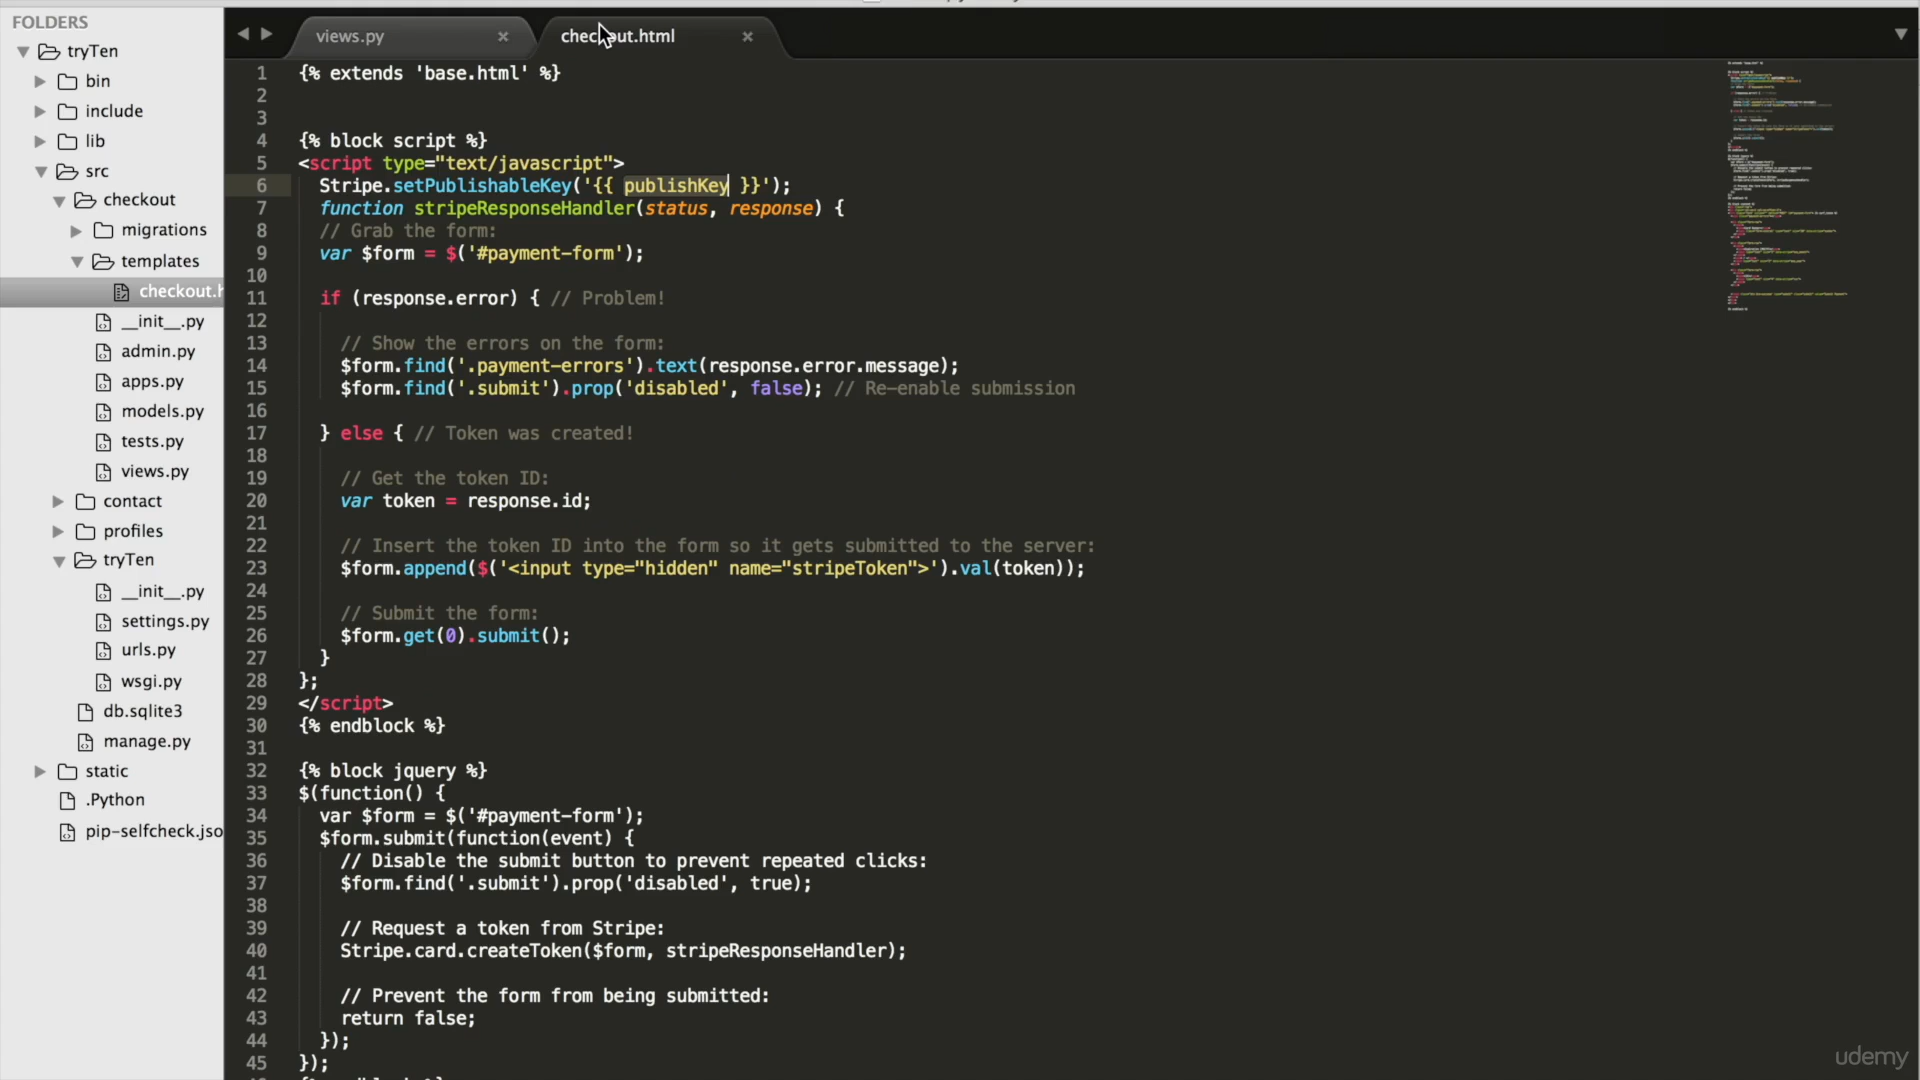 FOLDERS
tryTen
bin
include
lib
src
checkout
migrations
templates
checkout.h
__init__.py
admin.py
apps.py
models.py
tests.py
views.py
contact
profiles
tryTen
__init__.py
settings.py
urls.py
wsgi.py
db.sqlite3
manage.py
static
.Python
pip-selfcheck.jso
views.py
checkout.html
1 {% extends 'base.html' %}
2
3
4 {% block script %}
5 <script type="text/javascript">
6 Stripe.setPublishableKey('{{ publishKey }}');
7 function stripeResponseHandler(status, response) {
8 // Grab the form:
9 var $form = $('#payment-form');
10
11 if (response.error) { // Problem!
12
13 // Show the errors on the form:
14 $form.find('.payment-errors').text(response.error.message);
15 $form.find('.submit').prop('disabled', false); // Re-enable submission
16
17 } else { // Token was created!
18
19 // Get the token ID:
20 var token = response.id;
21
22 // Insert the token ID into the form so it gets submitted to the server:
23 $form.append($('<input type="hidden" name="stripeToken">').val(token));
24
25 // Submit the form:
26 $form.get(0).submit();
27 }
28 };
29 </script>
30 {% endblock %}
31
32 {% block jquery %}
33 $(function() {
34 var $form = $('#payment-form');
35 $form.submit(function(event) {
36 // Disable the submit button to prevent repeated clicks:
37 $form.find('.submit').prop('disabled', true);
38
39 // Request a token from Stripe:
40 Stripe.card.createToken($form, stripeResponseHandler);
41
42 // Prevent the form from being submitted:
43 return false;
44 });
45 });
udemy